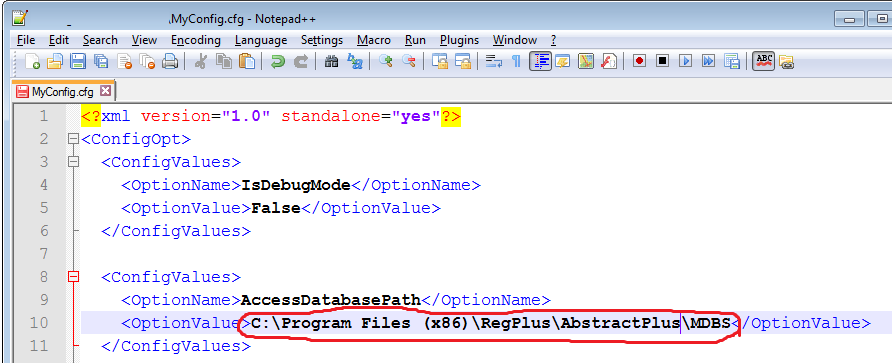 MyConfig.cfg - Notepad++
File Edit Search View Encoding Language Settings Macro Run Plugins Window ?
ABC
MyConfig.cfg
1 <?xml version="1.0" standalone="yes"?>
2 <ConfigOpt>
3 <ConfigValues>
4 <OptionName>IsDebugMode</OptionName>
5 <OptionValue>False</OptionValue>
6 </ConfigValues>
7
8 <ConfigValues>
9 <OptionName>AccessDatabasePath</OptionName>
10 <OptionValue>C:\Program Files (x86)\RegPlus\AbstractPlus\MDBS</OptionValue>
11 </ConfigValues>